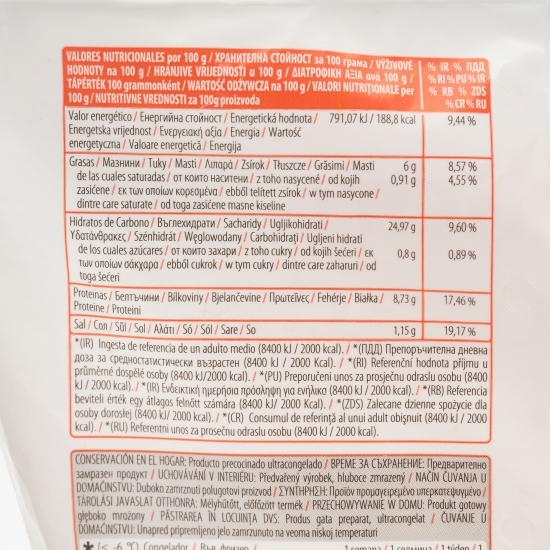 VALORES NUTRICIONALES por 100 g / ХРАНИТЕЛНА СТОЙНОСТ за 100 грама / VÝŽIVOVÉ
HODNOTY na 100 g / HRANJIVE VRIJEDNOSTI u 100 g / ΔΙΑΤΡΟΦΙΚΗ ΑΞΙΑ ανά 100 g /
TÁPÉRTÉK 100 grammonként / WARTOŚĆ ODŻYWCZA na 100 g / VALORI NUTRIȚIONALE per
100 g / NUTRITIVNE VREDNOSTI za 100g proizvoda
% IR % ПДД
% RI % PU % IR
% RB % ZDS
% CR % RU
Valor energético / Енергийна стойност / Energetická hodnota / 791,07 kJ / 188,8 kcal 9,44 %
Energetska vrijednost / Ενεργειακή αξία / Energia / Wartość
energetyczna / Valoare energetică / Energija
Grasas / Мазнини / Tuky / Masti / Λιπαρά / Zsírok / Tłuszcze / Grăsimi / Masti 6 g 8,57 %
de las cuales saturadas / от които наситени / z toho nasycené / od kojih 0,91 g 4,55 %
zasićene / εκ των οποίων κορεσμένα / ebből telített zsírok / w tym nasycone /
dintre care saturate / od toga zasićene masne kiseline
Hidratos de Carbono / Въглехидрати / Sacharidy / Ugljikohidrati / 24,97 g 9,60 %
Υδατάνθρακες / Szénhidrát / Węglowodany / Carbohidrați / Ugljeni hidrati
de los cuales azúcares / от които захари / z toho cukry / od kojih šećeri / εκ 0,8 g 0,89 %
των οποίων σάκχαρα / ebből cukrok / w tym cukry / dintre care zaharuri / od
toga šećeri
Proteínas / Белтъчини / Bílkoviny / Bjelančevine / Πρωτεΐνες / Fehérje / Białka / 8,73 g 17,46 %
Proteine / Proteini
Sal / Сол / Sůl / Sol / Αλάτι / Só / Sól / Sare / So 1,15 g 19,17 %
*(IR) Ingesta de referencia de un adulto medio (8400 kJ / 2000 kcal). / *(ПДД) Препоръчителна дневна
доза за средностатистически възрастен (8400 kJ / 2000 Kcal). / *(RI) Referenční hodnota příjmu u
průměrné dospělé osoby (8400 kJ/2000 kcal). / *(PU) Preporučeni unos za prosječnu odraslu osobu (8400
kJ / 2000 kcal). / *(IR) Ενδεικτική ημερήσια πρόσληψη για ενήλικα (8400 kJ / 2000 kcal). / *(RB) Referencia
beviteli érték egy átlagos felnőtt számára (8400 kJ/ 2000 Kcal). / *(ZDS) Zalecane dzienne spożycie dla
osoby dorosłej (8400 kJ/ 2000 kcal). / *(CR) Consumul de referință al unui adult obișnuit (8400 kJ / 2000
kcal). / *(RU) Referentni unos za prosečnu odraslu osobu (8400 kJ / 2000 kcal).
CONSERVACIÓN EN EL HOGAR: Producto precocinado ultracongelado / ВРЕМЕ ЗА СЪХРАНЕНИЕ: Предварително
замразен продукт / UCHOVÁVÁNÍ V INTERIÉRU: Předvařený výrobek, hluboce zmrazený / NAČIN ČUVANJA U
DOMAĆINSTVU: Duboko zamrznuti polugotovi proizvod / ΣΥΝΤΗΡΗΣΗ: Προϊόν προμαγειρεμένο υπερκατεψυγμένο /
TÁROLÁSI JAVASLAT OTTHONRA: Mélyhűtött, előfőzött termék / PRZECHOWYWANIE W DOMU: Produkt gotowy
głęboko mrożony / PĂSTRAREA ÎN LOCUINȚA DVS: Produs gata preparat, ultracongelat / ČUVANJE U
DOMAĆINSTVU: Unapred pripremljeno jelo zamrznuto na veoma niskoj temperaturi